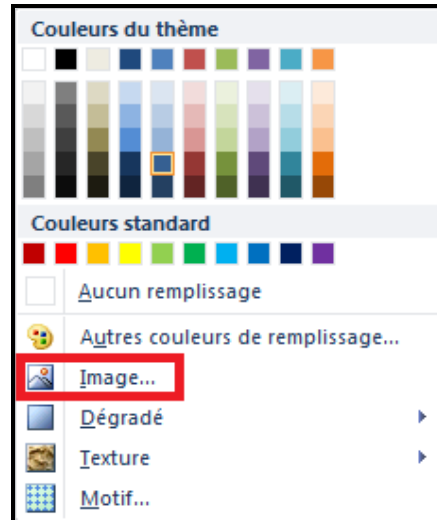 Couleurs du thème
Couleurs standard
Aucun remplissage
Autres couleurs de remplissage...
Image...
Dégradé
Texture
Motif...